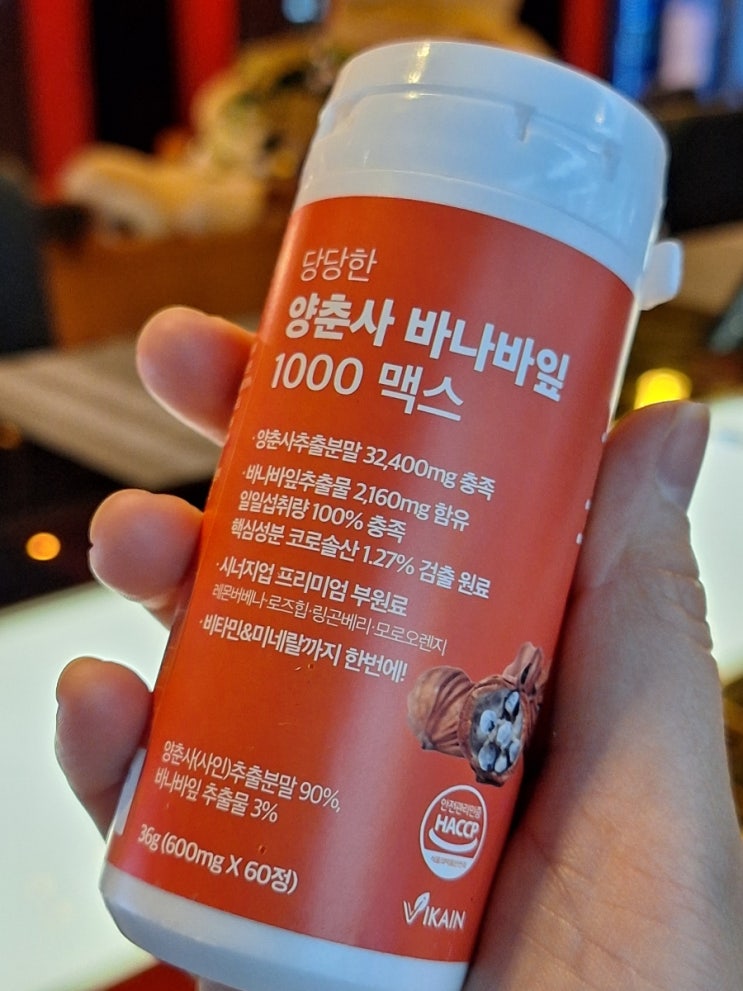 당당한
양춘사 바나바잎
1000 맥스
·양춘사추출분말 32,400mg 충족
·바나바잎추출물 2,160mg 함유
일일섭취량 100% 충족
핵심성분 코로솔산 1.27% 검출 원료
·시너지업 프리미엄 부원료
레몬버베나·로즈힙·링곤베리·모로오렌지
·비타민&미네랄까지 한번에!
양춘사(사인)추출분말 90%,
바나바잎 추출물 3%
36g (600mg X 60정)
안전관리인증
HACCP
VIKAIN